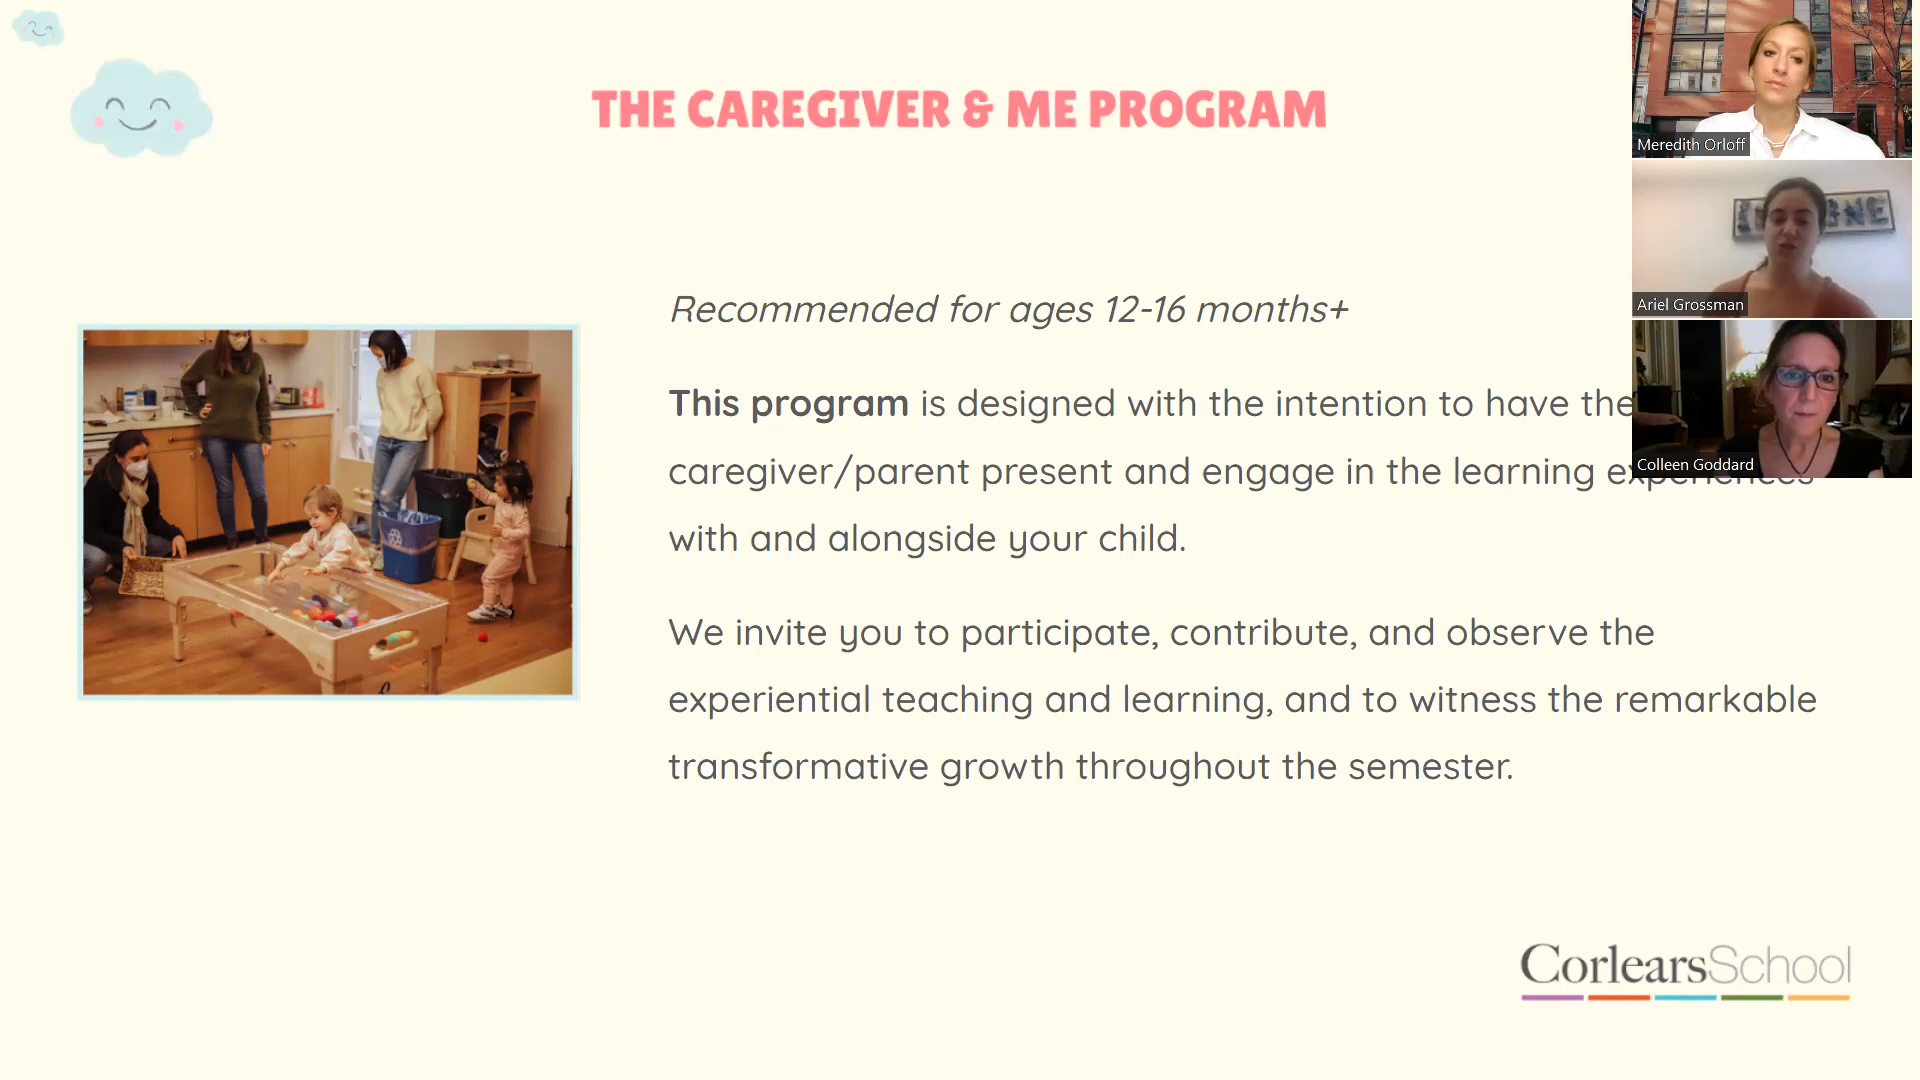 THE CAREGIVER & ME PROGRAM
Recommended for ages 12-16 months+
This program is designed with the intention to have the
caregiver/parent present and engage in the learning experiences
with and alongside your child.
We invite you to participate, contribute, and observe the
experiential teaching and learning, and to witness the remarkable
transformative growth throughout the semester.
CorlearsSchool
Meredith Orloff
Ariel Grossman
Colleen Goddard